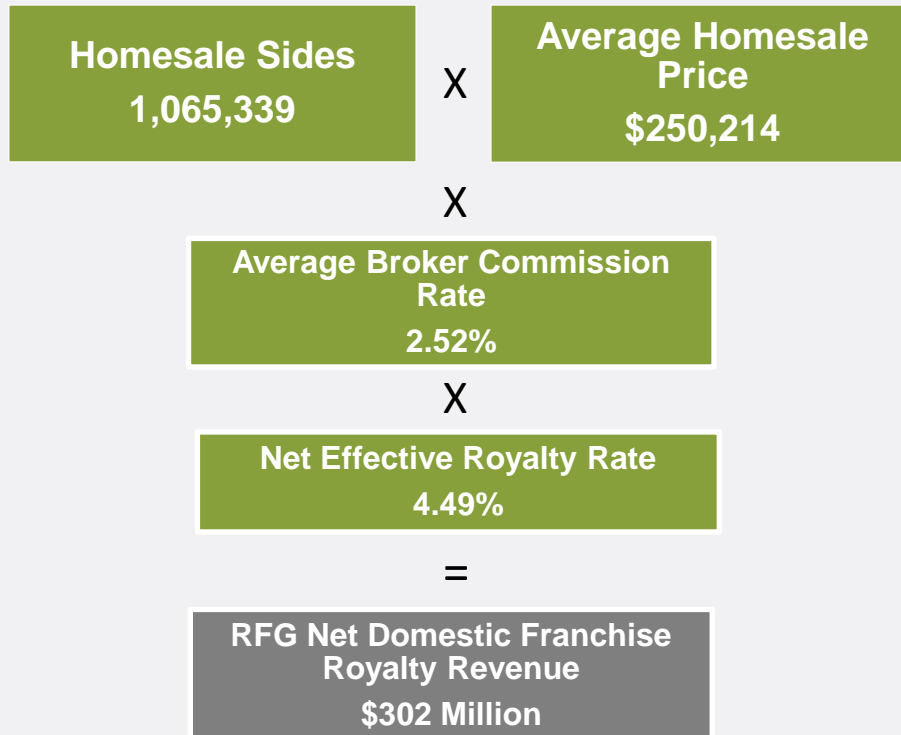 Homesale Sides
1,065,339
X
Average Homesale
Price
$250,214
X
Average Broker Commission
Rate
2.52%
X
Net Effective Royalty Rate
4.49%
=
RFG Net Domestic Franchise
Royalty Revenue
$302 Million